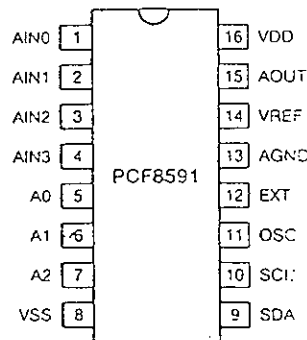 AIN0 1 16 VDD
AIN1 2 15 AOUT
AIN2 3 14 VREF
AIN3 4 13 AGND
PCF8591
A0 5 12 EXT
A1 6 11 OSC
A2 7 10 SCL
VSS 8 9 SDA